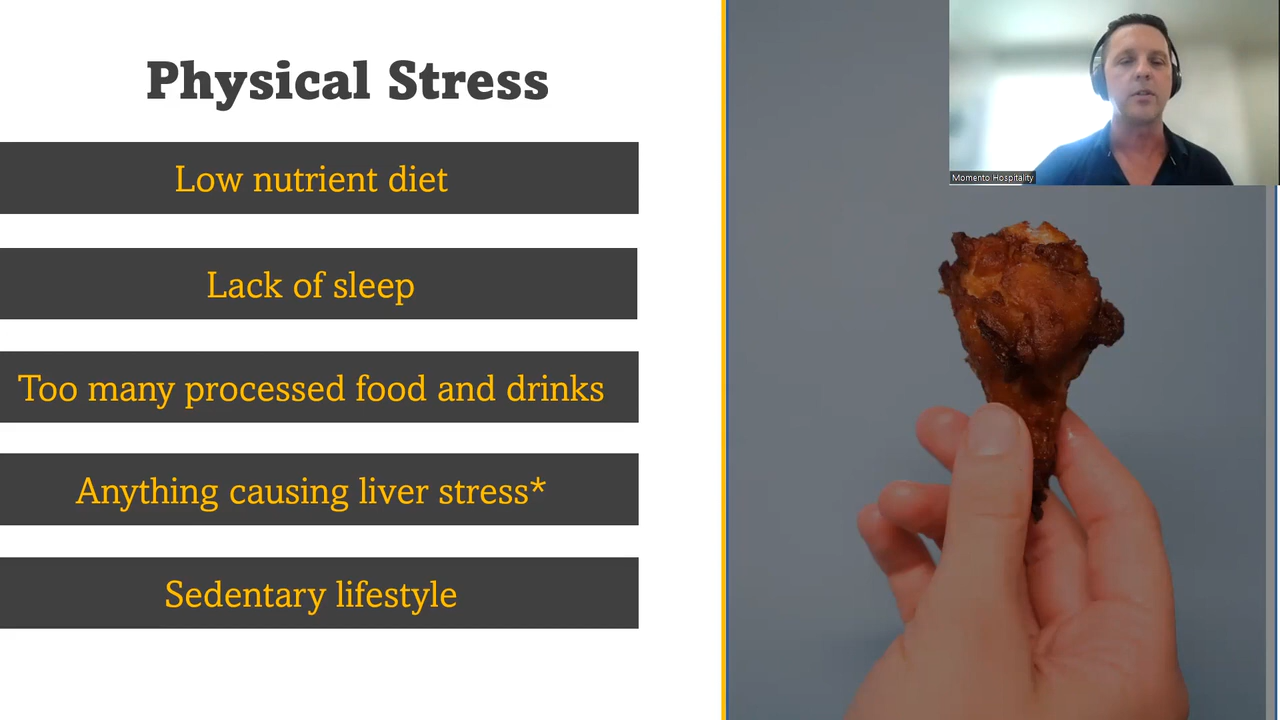 Physical Stress
Low nutrient diet
Lack of sleep
Too many processed food and drinks
Anything causing liver stress*
Sedentary lifestyle
Momento Hospitality